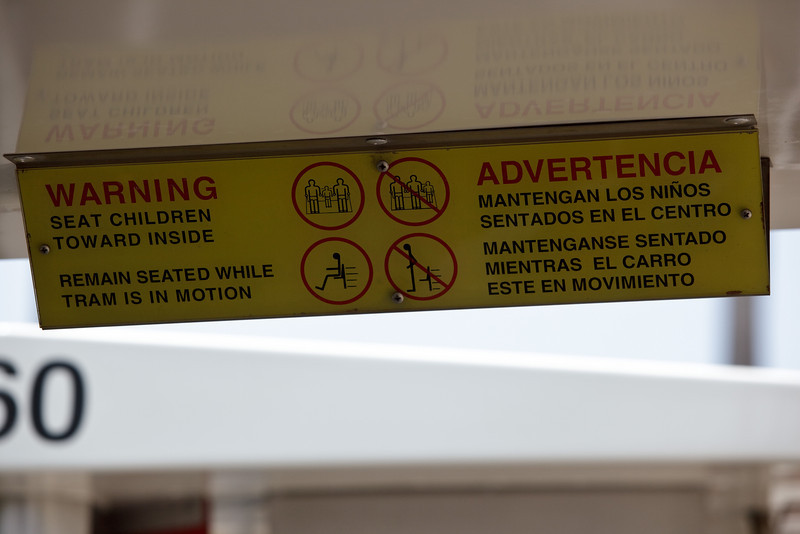 WARNING
SEAT CHILDREN
TOWARD INSIDE
REMAIN SEATED WHILE
TRAM IS IN MOTION
ADVERTENCIA
MANTENGAN LOS NIÑOS
SENTADOS EN EL CENTRO
MANTENGANSE SENTADO
MIENTRAS EL CARRO
ESTE EN MOVIMIENTO
60